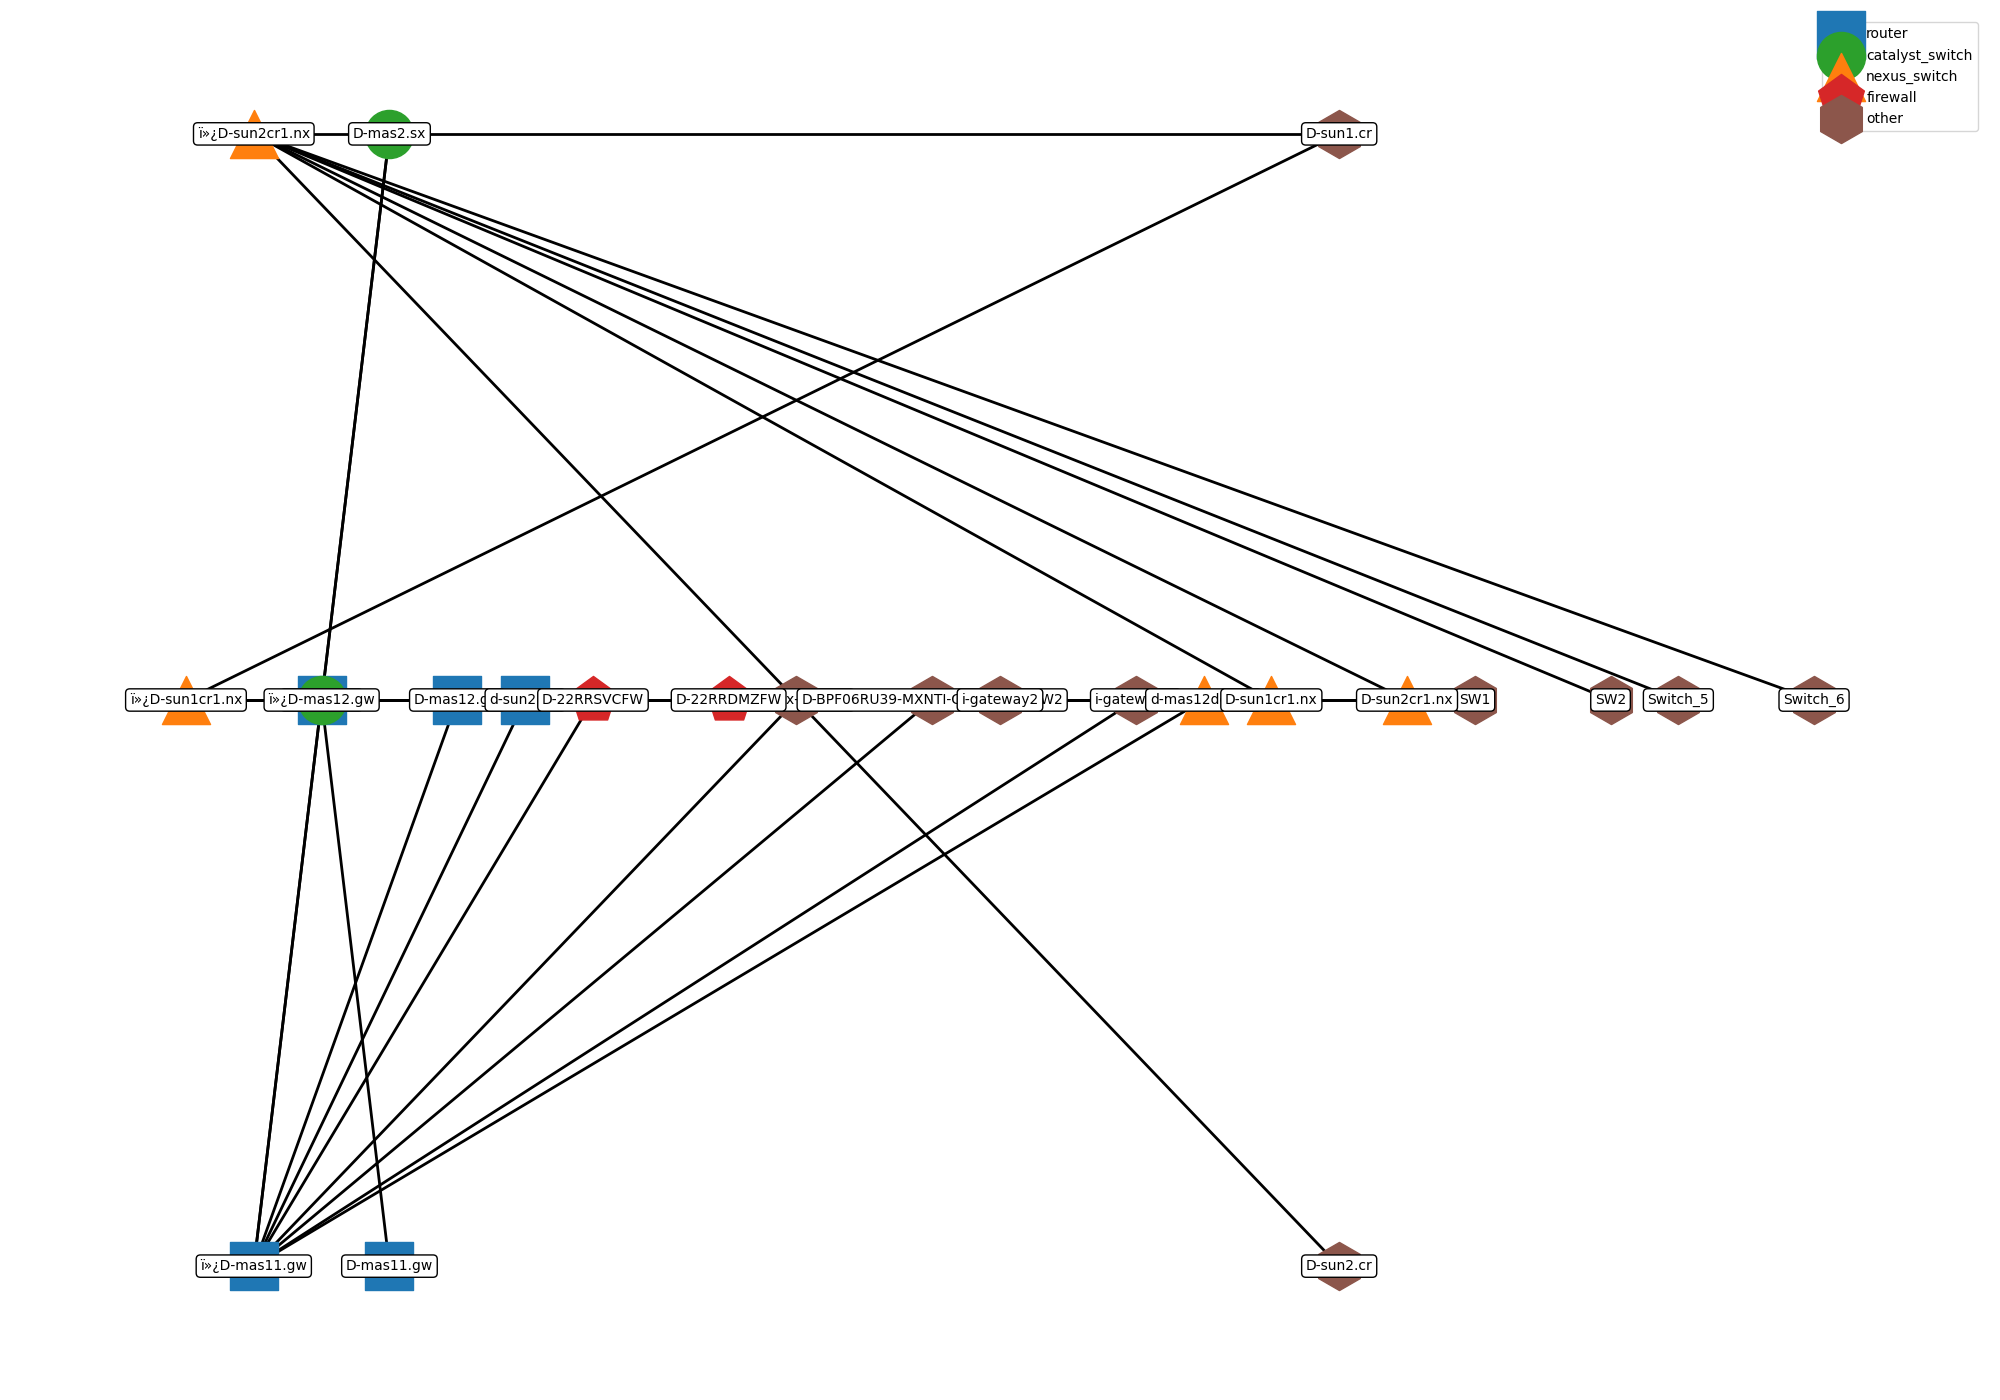 router
catalyst_switch
nexus_switch
firewall
other
ï»¿D-sun2cr1.nx
D-mas2.sx
D-sun1.cr
ï»¿D-sun1cr1.nx
ï»¿D-mas12.gw
D-mas12.g
d-sun2
D-22RRSVCFW
D-22RRDMZFW
x-
D-BPF06RU39-MXNTI-
i-gateway2
W2
i-gatew
d-mas12d
D-sun1cr1.nx
D-sun2cr1.nx
SW1
SW2
Switch_5
Switch_6
ï»¿D-mas11.gw
D-mas11.gw
D-sun2.cr